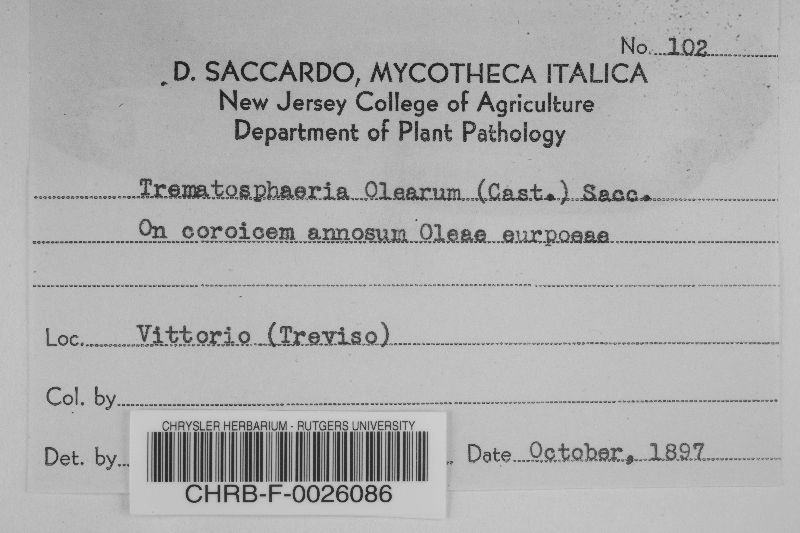 No. 102
D. SACCARDO, MYCOTHECA ITALICA
New Jersey College of Agriculture
Department of Plant Pathology
Trematosphaeria Olearum (Cast.) Sacc.
On coroicem annosum Oleae eurpoeae
Loc. Vittorio (Treviso)
Col. by
CHRYSLER HERBARIUM - RUTGERS UNIVERSITY
Det. by Date October, 1897
CHRB-F-0026086